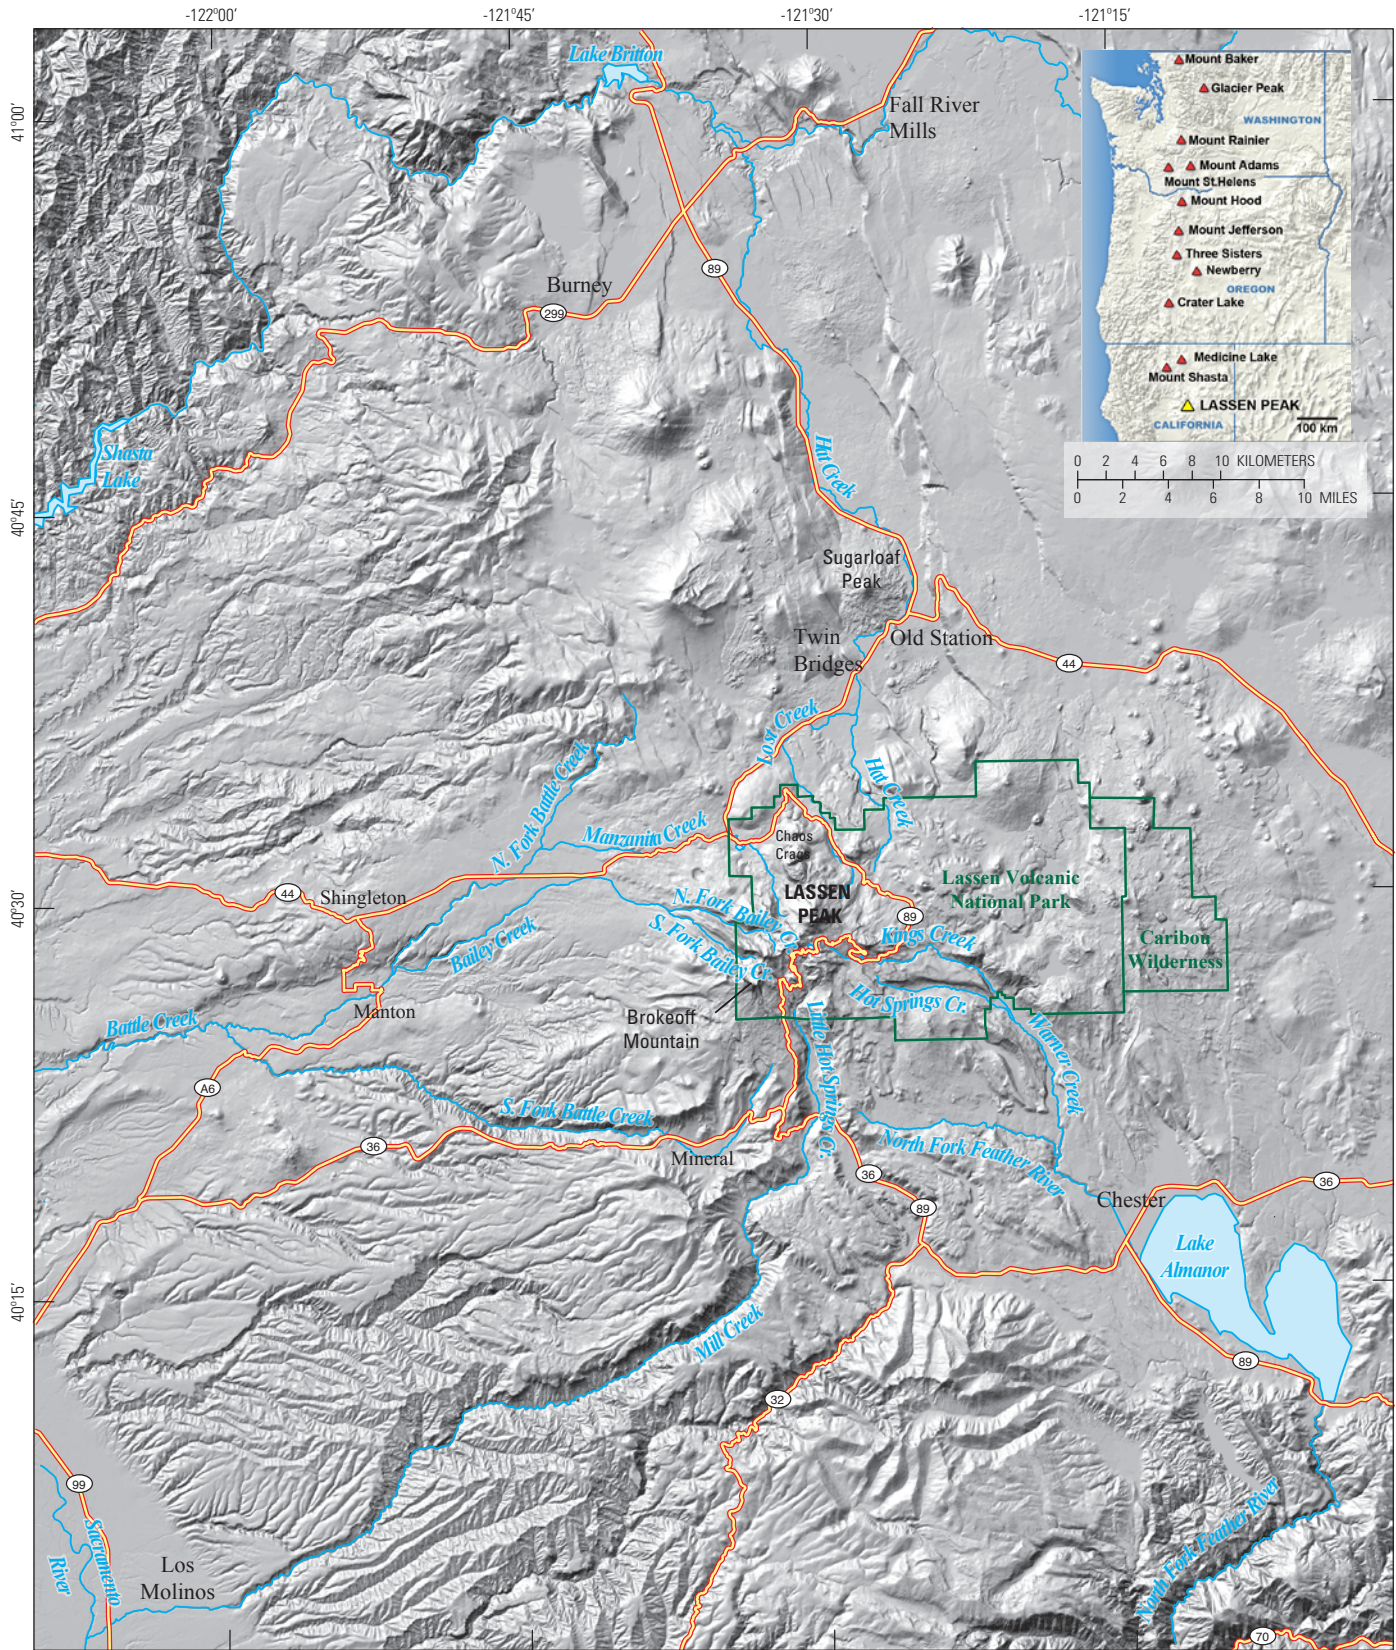 -122°00'
-121°45'
-121°30'
-121°15'
41°00'
40°45'
40°30'
40°15'
Lake Britton
Fall River
Mills
Mount Baker
Glacier Peak
WASHINGTON
Mount Rainier
Mount Adams
Mount St.Helens
Mount Hood
Mount Jefferson
Three Sisters
Newberry
OREGON
Crater Lake
Medicine Lake
Mount Shasta
LASSEN PEAK
CALIFORNIA
100 km
0 2 4 6 8 10 KILOMETERS
0 2 4 6 8 10 MILES
89
Burney
299
Shasta
Lake
Hat Creek
Sugarloaf
Peak
Twin
Bridges
Old Station
44
Lost Creek
Hat Creek
N. Fork Battle Creek
Manzanita Creek
Chaos
Crags
LASSEN
PEAK
Lassen Volcanic
National Park
44
Shingleton
89
N. Fork Bailey Cr.
S. Fork Bailey Cr.
Bailey Creek
Kings Creek
Caribou
Wilderness
Hot Springs Cr.
Manton
Battle Creek
Brokeoff
Mountain
Little Hot Springs Cr.
Warner Creek
A6
S. Fork Battle Creek
36
Mineral
North Fork Feather River
36
89
Chester
36
Lake
Almanor
Mill Creek
89
32
99
Sacramento
River
Los
Molinos
North Fork Feather River
70